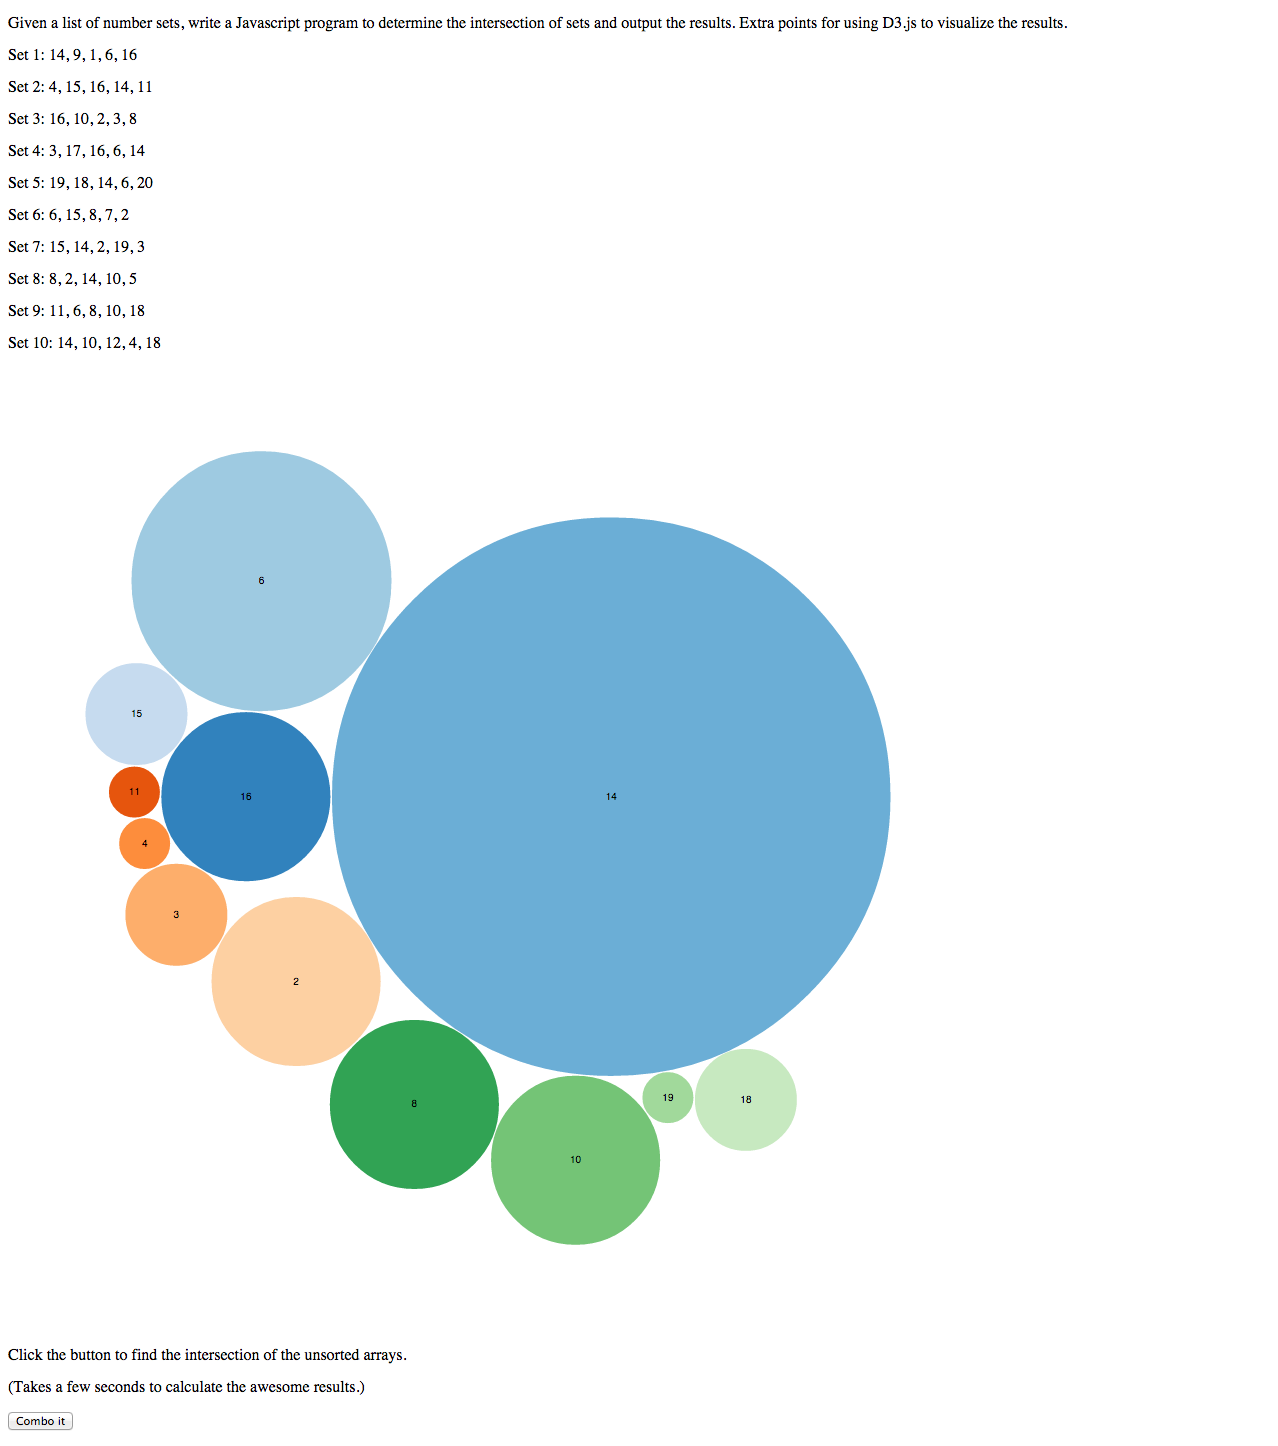 Given a list of number sets, write a Javascript program to determine the intersection of sets and output the results. Extra points for using D3.js to visualize the results.
Set 1: 14, 9, 1, 6, 16
Set 2: 4, 15, 16, 14, 11
Set 3: 16, 10, 2, 3, 8
Set 4: 3, 17, 16, 6, 14
Set 5: 19, 18, 14, 6, 20
Set 6: 6, 15, 8, 7, 2
Set 7: 15, 14, 2, 19, 3
Set 8: 8, 2, 14, 10, 5
Set 9: 11, 6, 8, 10, 18
Set 10: 14, 10, 12, 4, 18
6
15
11
16
14
4
3
2
8
19
18
10
Click the button to find the intersection of the unsorted arrays.
(Takes a few seconds to calculate the awesome results.)
Combo it